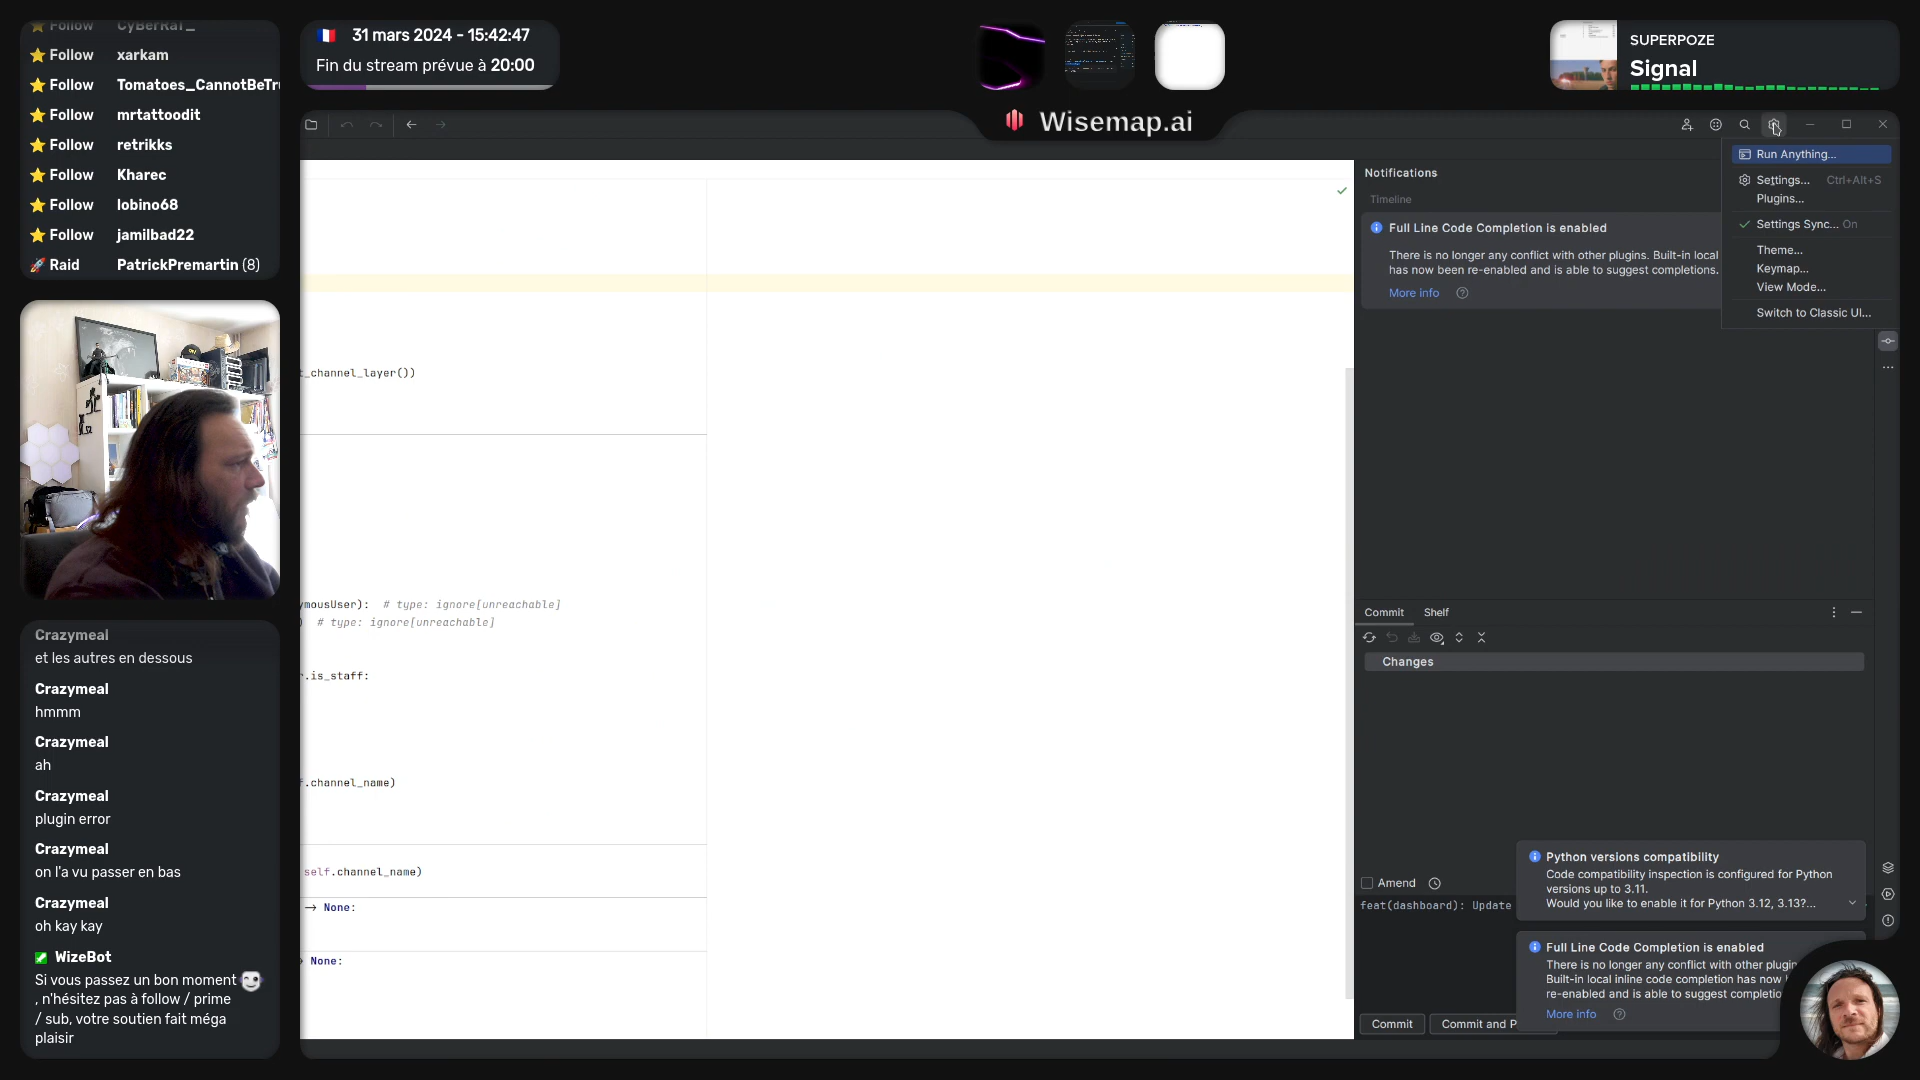 Follow CyBerRaT_
Follow xarkam
Follow Tomatoes_CannotBeTr
Follow mrtattoodit
Follow retrikks
Follow Kharec
Follow lobino68
Follow jamilbad22
Raid PatrickPremartin (8)
31 mars 2024 - 15:42:47
Fin du stream prévue à 20:00
SUPERPOZE
Signal
Wisemap.ai
Run Anything...
Settings... Ctrl+Alt+S
Plugins...
Settings Sync... On
Theme...
Keymap...
View Mode...
Switch to Classic UI...
Notifications
Timeline
Full Line Code Completion is enabled
There is no longer any conflict with other plugins. Built-in local
has now been re-enabled and is able to suggest completions.
More info
t_channel_layer())
ymousUser): # type: ignore[unreachable]
) # type: ignore[unreachable]
r.is_staff:
f.channel_name)
self.channel_name)
-> None:
> None:
Commit Shelf
Changes
Amend
feat(dashboard): Update
Commit Commit and P
Python versions compatibility
Code compatibility inspection is configured for Python
versions up to 3.11.
Would you like to enable it for Python 3.12, 3.13?...
Full Line Code Completion is enabled
There is no longer any conflict with other plugin
Built-in local inline code completion has now
re-enabled and is able to suggest completio
More info
Crazymeal
et les autres en dessous
Crazymeal
hmmm
Crazymeal
ah
Crazymeal
plugin error
Crazymeal
on l'a vu passer en bas
Crazymeal
oh kay kay
WizeBot
Si vous passez un bon moment
, n'hésitez pas à follow / prime
/ sub, votre soutien fait méga
plaisir